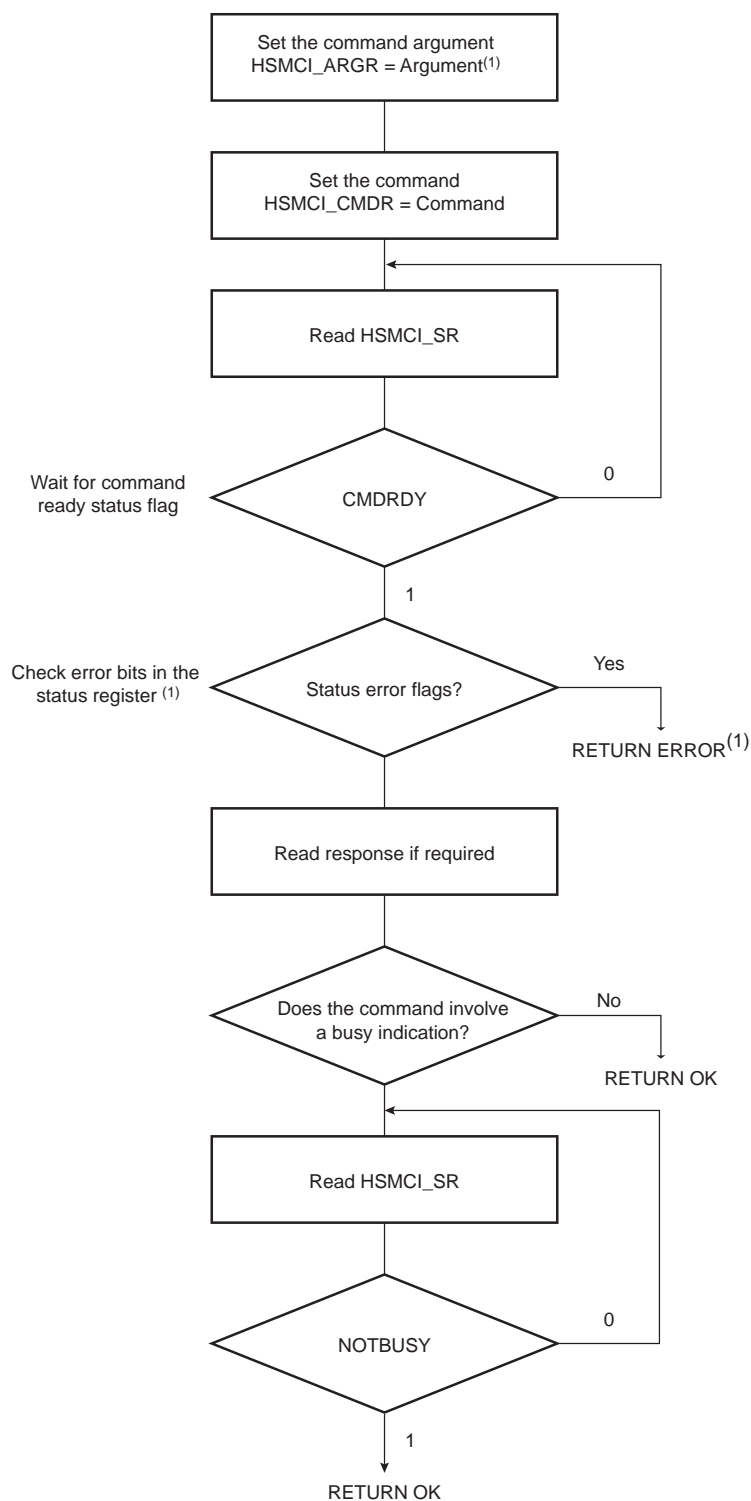 Set the command argument
HSMCI_ARGR = Argument(1)
Set the command
HSMCI_CMDR = Command
Read HSMCI_SR
Wait for command
ready status flag
CMDRDY
0
1
Check error bits in the
status register (1)
Status error flags?
Yes
RETURN ERROR(1)
Read response if required
Does the command involve
a busy indication?
No
RETURN OK
Read HSMCI_SR
NOTBUSY
0
1
RETURN OK